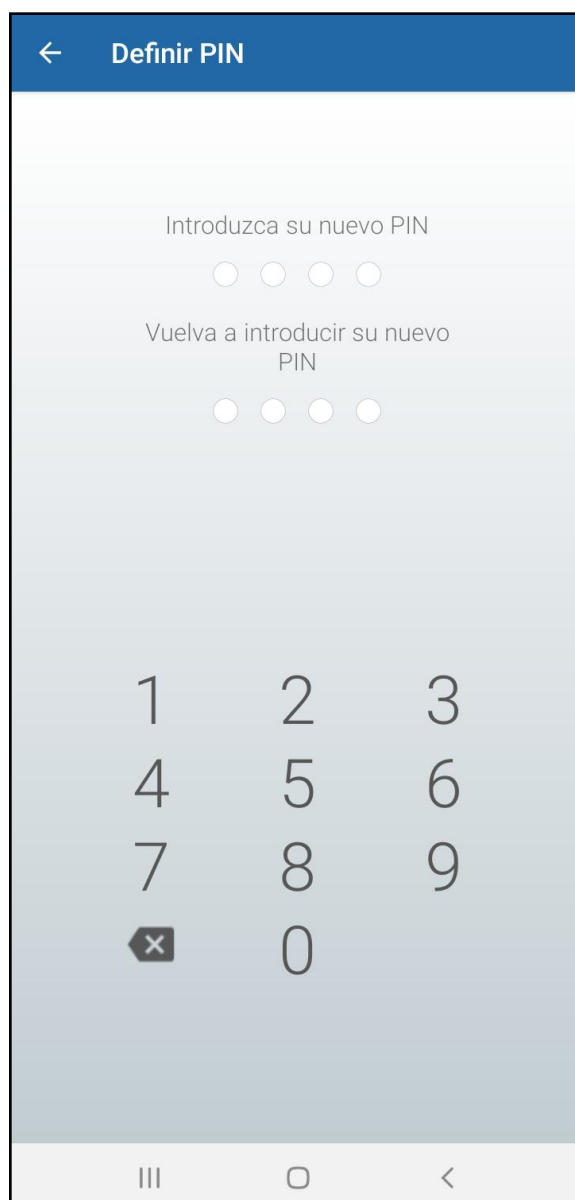 Definir PIN
Introduzca su nuevo PIN
Vuelva a introducir su nuevo
PIN
1 2 3
4 5 6
7 8 9
0